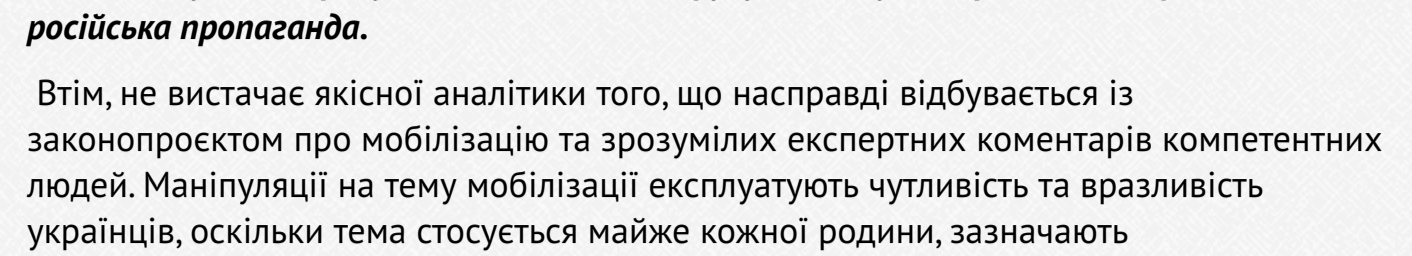 російська пропаганда.
Втім, не вистачає якісної аналітики того, що насправді відбувається із
законопроєктом про мобілізацію та зрозумілих експертних коментарів компетентних
людей. Маніпуляції на тему мобілізації експлуатують чутливість та вразливість
українців, оскільки тема стосується майже кожної родини, зазначають